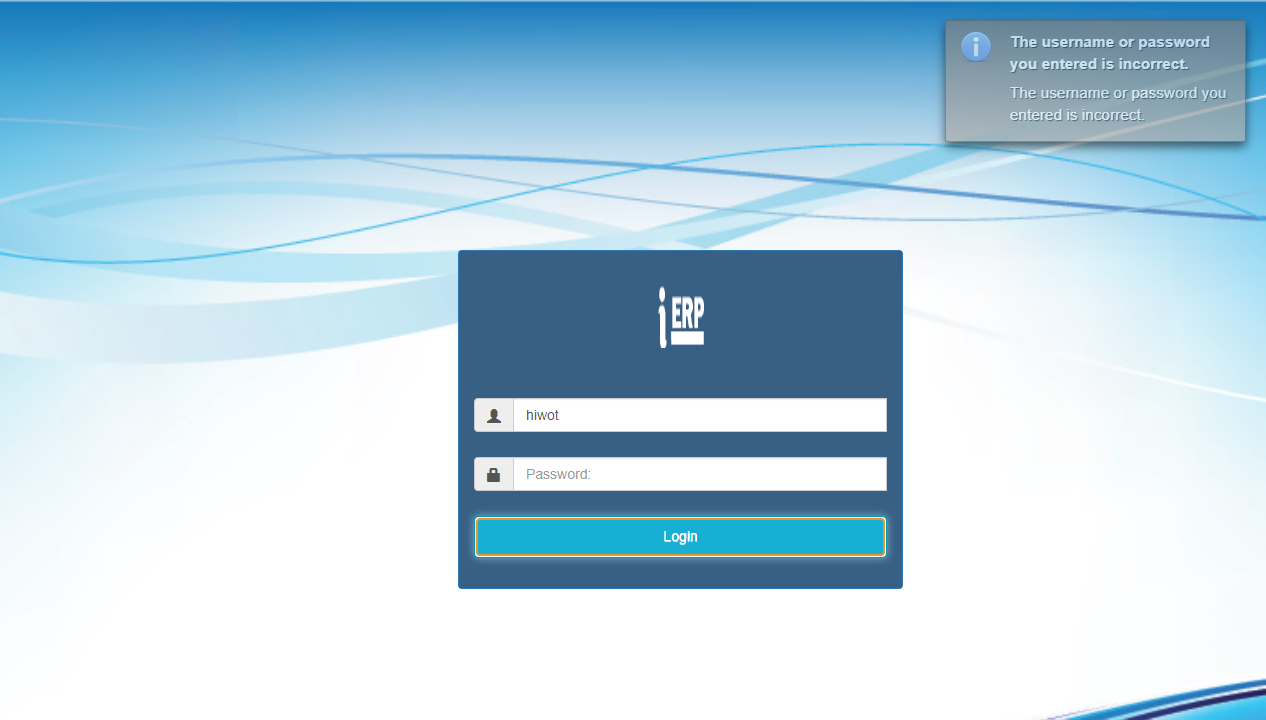 The username or password
you entered is incorrect.
The username or password you
entered is incorrect.
i ERP
hiwot
Password:
Login